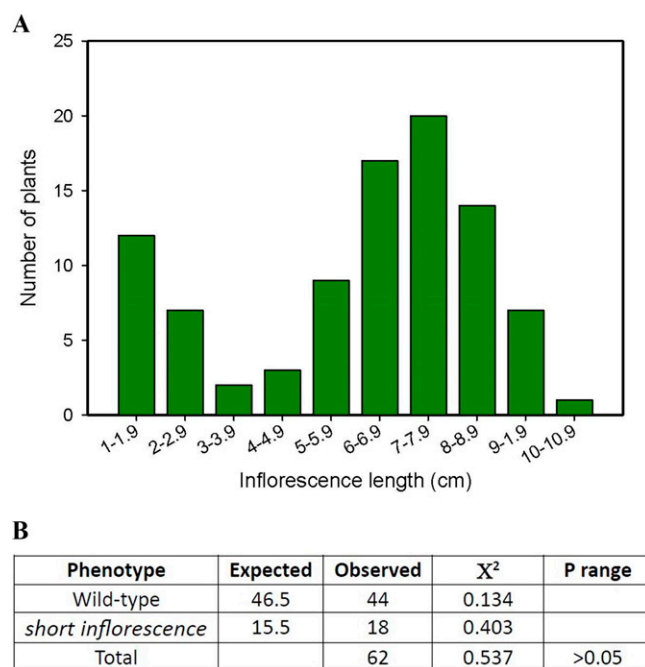 A
25
20
15
10
5
0
Number of plants
1-1.9 2-2.9 3-3.9 4-4.9 5-5.9 6-6.9 7-7.9 8-8.9 9-1.9 10-10.9
Inflorescence length (cm)
B
Phenotype Expected Observed X² P range
Wild-type 46.5 44 0.134
short inflorescence 15.5 18 0.403
Total 62 0.537 >0.05